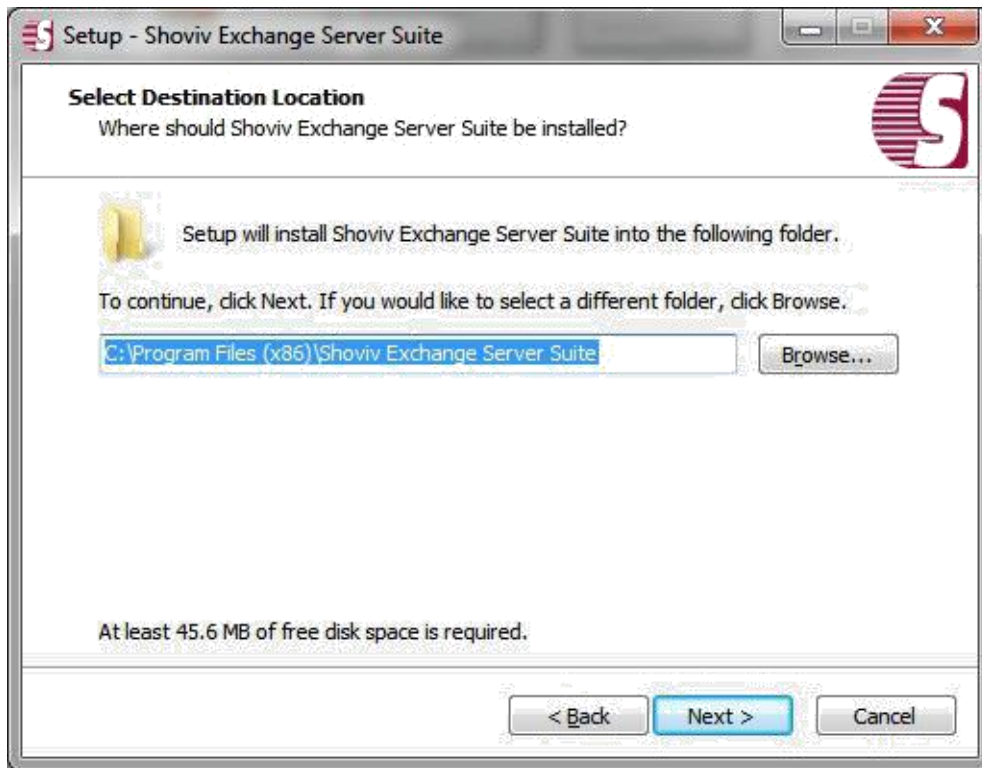 Setup - Shoviv Exchange Server Suite
Select Destination Location
Where should Shoviv Exchange Server Suite be installed?
Setup will install Shoviv Exchange Server Suite into the following folder.
To continue, click Next. If you would like to select a different folder, click Browse.
C:\Program Files (x86)\Shoviv Exchange Server Suite
Browse...
At least 45.6 MB of free disk space is required.
< Back
Next >
Cancel